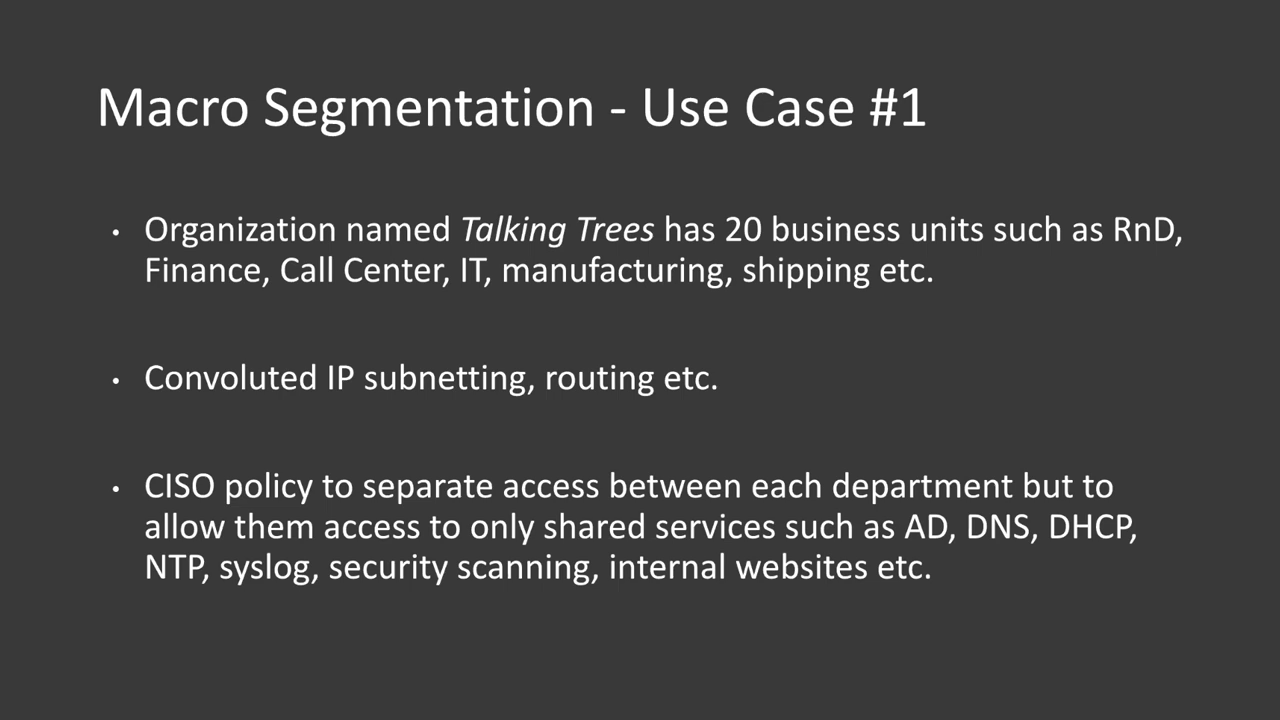 Macro Segmentation - Use Case #1
• Organization named Talking Trees has 20 business units such as RnD,
Finance, Call Center, IT, manufacturing, shipping etc.
• Convoluted IP subnetting, routing etc.
• CISO policy to separate access between each department but to
allow them access to only shared services such as AD, DNS, DHCP,
NTP, syslog, security scanning, internal websites etc.